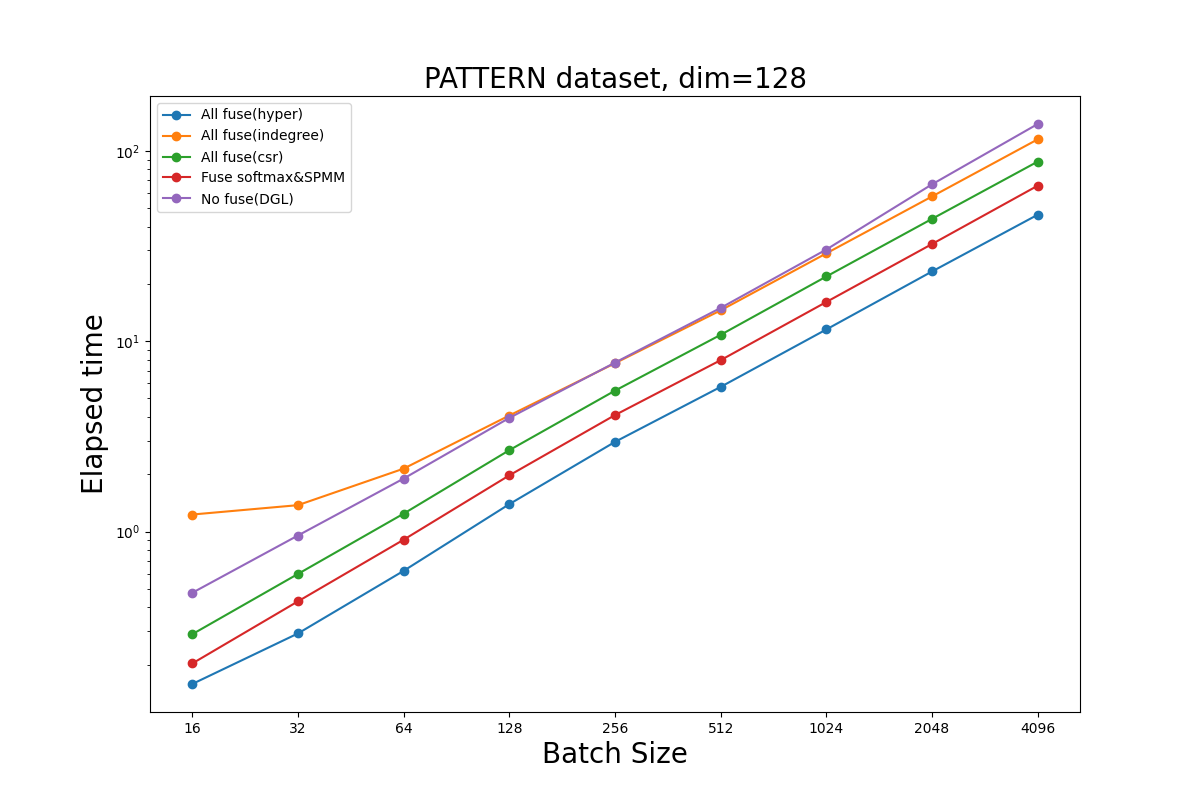 PATTERN dataset, dim=128
All fuse(hyper)
All fuse(indegree)
All fuse(csr)
Fuse softmax&SPMM
No fuse(DGL)
10²
10¹
10⁰
Elapsed time
16 32 64 128 256 512 1024 2048 4096
Batch Size